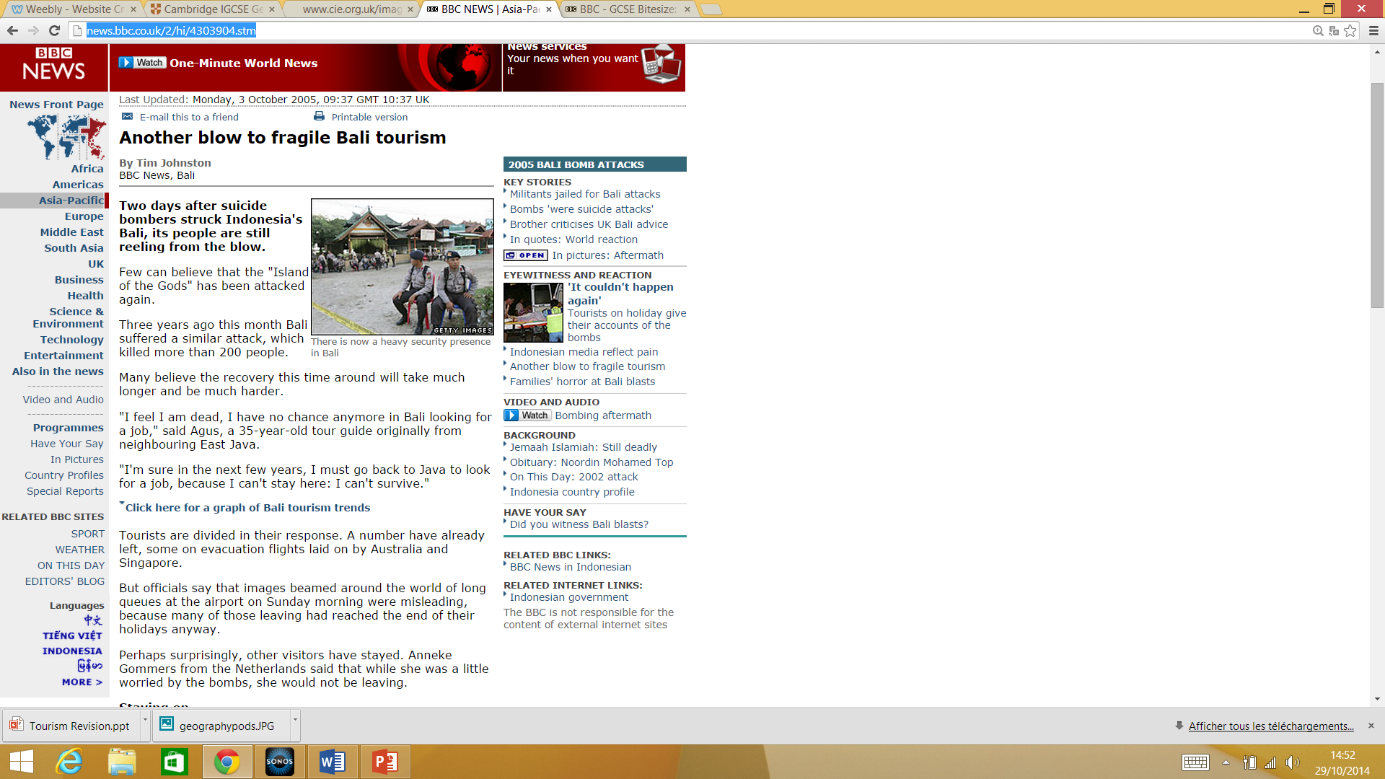 Weebly - Website Cr
Cambridge IGCSE Ge
www.cie.org.uk/imag
BBC NEWS | Asia-Pac
BBC - GCSE Bitesize:
news.bbc.co.uk/2/hi/4303904.stm
BBC
NEWS
Watch One-Minute World News
News services
Your news when you want
it
News Front Page
Africa
Americas
Asia-Pacific
Europe
Middle East
South Asia
UK
Business
Health
Science &
Environment
Technology
Entertainment
Also in the news
Video and Audio
Programmes
Have Your Say
In Pictures
Country Profiles
Special Reports
RELATED BBC SITES
SPORT
WEATHER
ON THIS DAY
EDITORS' BLOG
Languages
中文
TIẾNG VIỆT
INDONESIA
MORE >
Last Updated: Monday, 3 October 2005, 09:37 GMT 10:37 UK
E-mail this to a friend
Printable version
Another blow to fragile Bali tourism
By Tim Johnston
BBC News, Bali
Two days after suicide
bombers struck Indonesia's
Bali, its people are still
reeling from the blow.
Few can believe that the "Island
of the Gods" has been attacked
again.
Three years ago this month Bali
suffered a similar attack, which
killed more than 200 people.
GETTY IMAGES
There is now a heavy security presence
in Bali
Many believe the recovery this time around will take much
longer and be much harder.
"I feel I am dead, I have no chance anymore in Bali looking for
a job," said Agus, a 35-year-old tour guide originally from
neighbouring East Java.
"I'm sure in the next few years, I must go back to Java to look
for a job, because I can't stay here: I can't survive."
Click here for a graph of Bali tourism trends
Tourists are divided in their response. A number have already
left, some on evacuation flights laid on by Australia and
Singapore.
But officials say that images beamed around the world of long
queues at the airport on Sunday morning were misleading,
because many of those leaving had reached the end of their
holidays anyway.
Perhaps surprisingly, other visitors have stayed. Anneke
Gommers from the Netherlands said that while she was a little
worried by the bombs, she would not be leaving.
Staying on
2005 BALI BOMB ATTACKS
KEY STORIES
Militants jailed for Bali attacks
Bombs 'were suicide attacks'
Brother criticises UK Bali advice
In quotes: World reaction
OPEN In pictures: Aftermath
EYEWITNESS AND REACTION
'It couldn't happen
again'
Tourists on holiday give
their accounts of the
bombs
Indonesian media reflect pain
Another blow to fragile tourism
Families' horror at Bali blasts
VIDEO AND AUDIO
Watch Bombing aftermath
BACKGROUND
Jemaah Islamiah: Still deadly
Obituary: Noordin Mohamed Top
On This Day: 2002 attack
Indonesia country profile
HAVE YOUR SAY
Did you witness Bali blasts?
RELATED BBC LINKS:
BBC News in Indonesian
RELATED INTERNET LINKS:
Indonesian government
The BBC is not responsible for the
content of external internet sites
Tourism Revision.ppt
geographypods.JPG
Afficher tous les téléchargements...
SONOS
14:52
29/10/2014